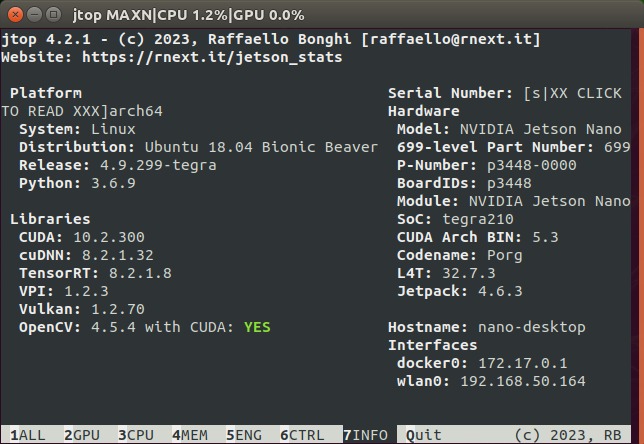 jtop MAXN|CPU 1.2%|GPU 0.0%
jtop 4.2.1 - (c) 2023, Raffaello Bonghi [raffaello@rnext.it]
Website: https://rnext.it/jetson_stats
Platform Serial Number: [s|XX CLICK
TO READ XXX]arch64 Hardware
System: Linux Model: NVIDIA Jetson Nano
Distribution: Ubuntu 18.04 Bionic Beaver 699-level Part Number: 699
Release: 4.9.299-tegra P-Number: p3448-0000
Python: 3.6.9 BoardIDs: p3448
Module: NVIDIA Jetson Nano
Libraries SoC: tegra210
CUDA: 10.2.300 CUDA Arch BIN: 5.3
cuDNN: 8.2.1.32 Codename: Porg
TensorRT: 8.2.1.8 L4T: 32.7.3
VPI: 1.2.3 Jetpack: 4.6.3
Vulkan: 1.2.70
OpenCV: 4.5.4 with CUDA: YES Hostname: nano-desktop
Interfaces
docker0: 172.17.0.1
wlan0: 192.168.50.164
1ALL 2GPU 3CPU 4MEM 5ENG 6CTRL 7INFO Quit (c) 2023, RB